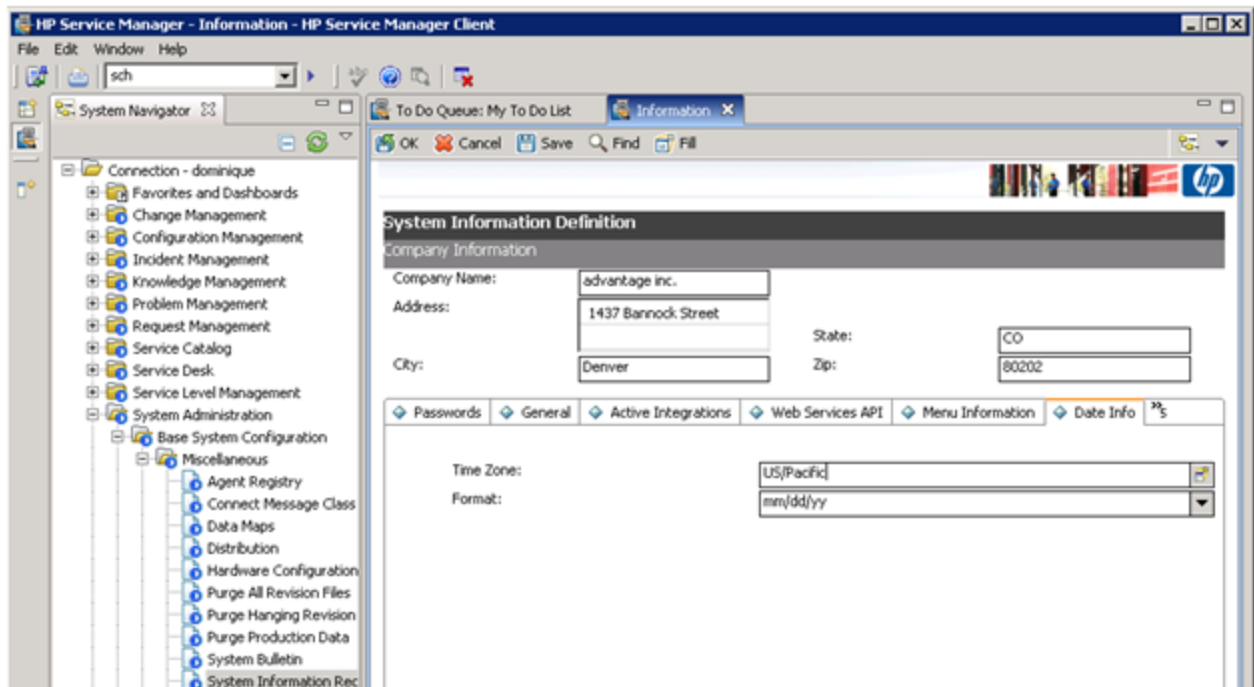 HP Service Manager - Information - HP Service Manager Client
File Edit Window Help
sch
System Navigator
To Do Queue: My To Do List
Information
OK Cancel Save Find Fill
Connection - dominique
Favorites and Dashboards
Change Management
Configuration Management
Incident Management
Knowledge Management
Problem Management
Request Management
Service Catalog
Service Desk
Service Level Management
System Administration
Base System Configuration
Miscellaneous
Agent Registry
Connect Message Class
Data Maps
Distribution
Hardware Configuration
Purge All Revision Files
Purge Hanging Revision
Purge Production Data
System Bulletin
System Information Rec
hp
System Information Definition
Company Information
Company Name: advantage inc.
Address: 1437 Bannock Street
State: CO
City: Denver Zip: 80202
Passwords General Active Integrations Web Services API Menu Information Date Info »5
Time Zone: US/Pacific
Format: mm/dd/yy